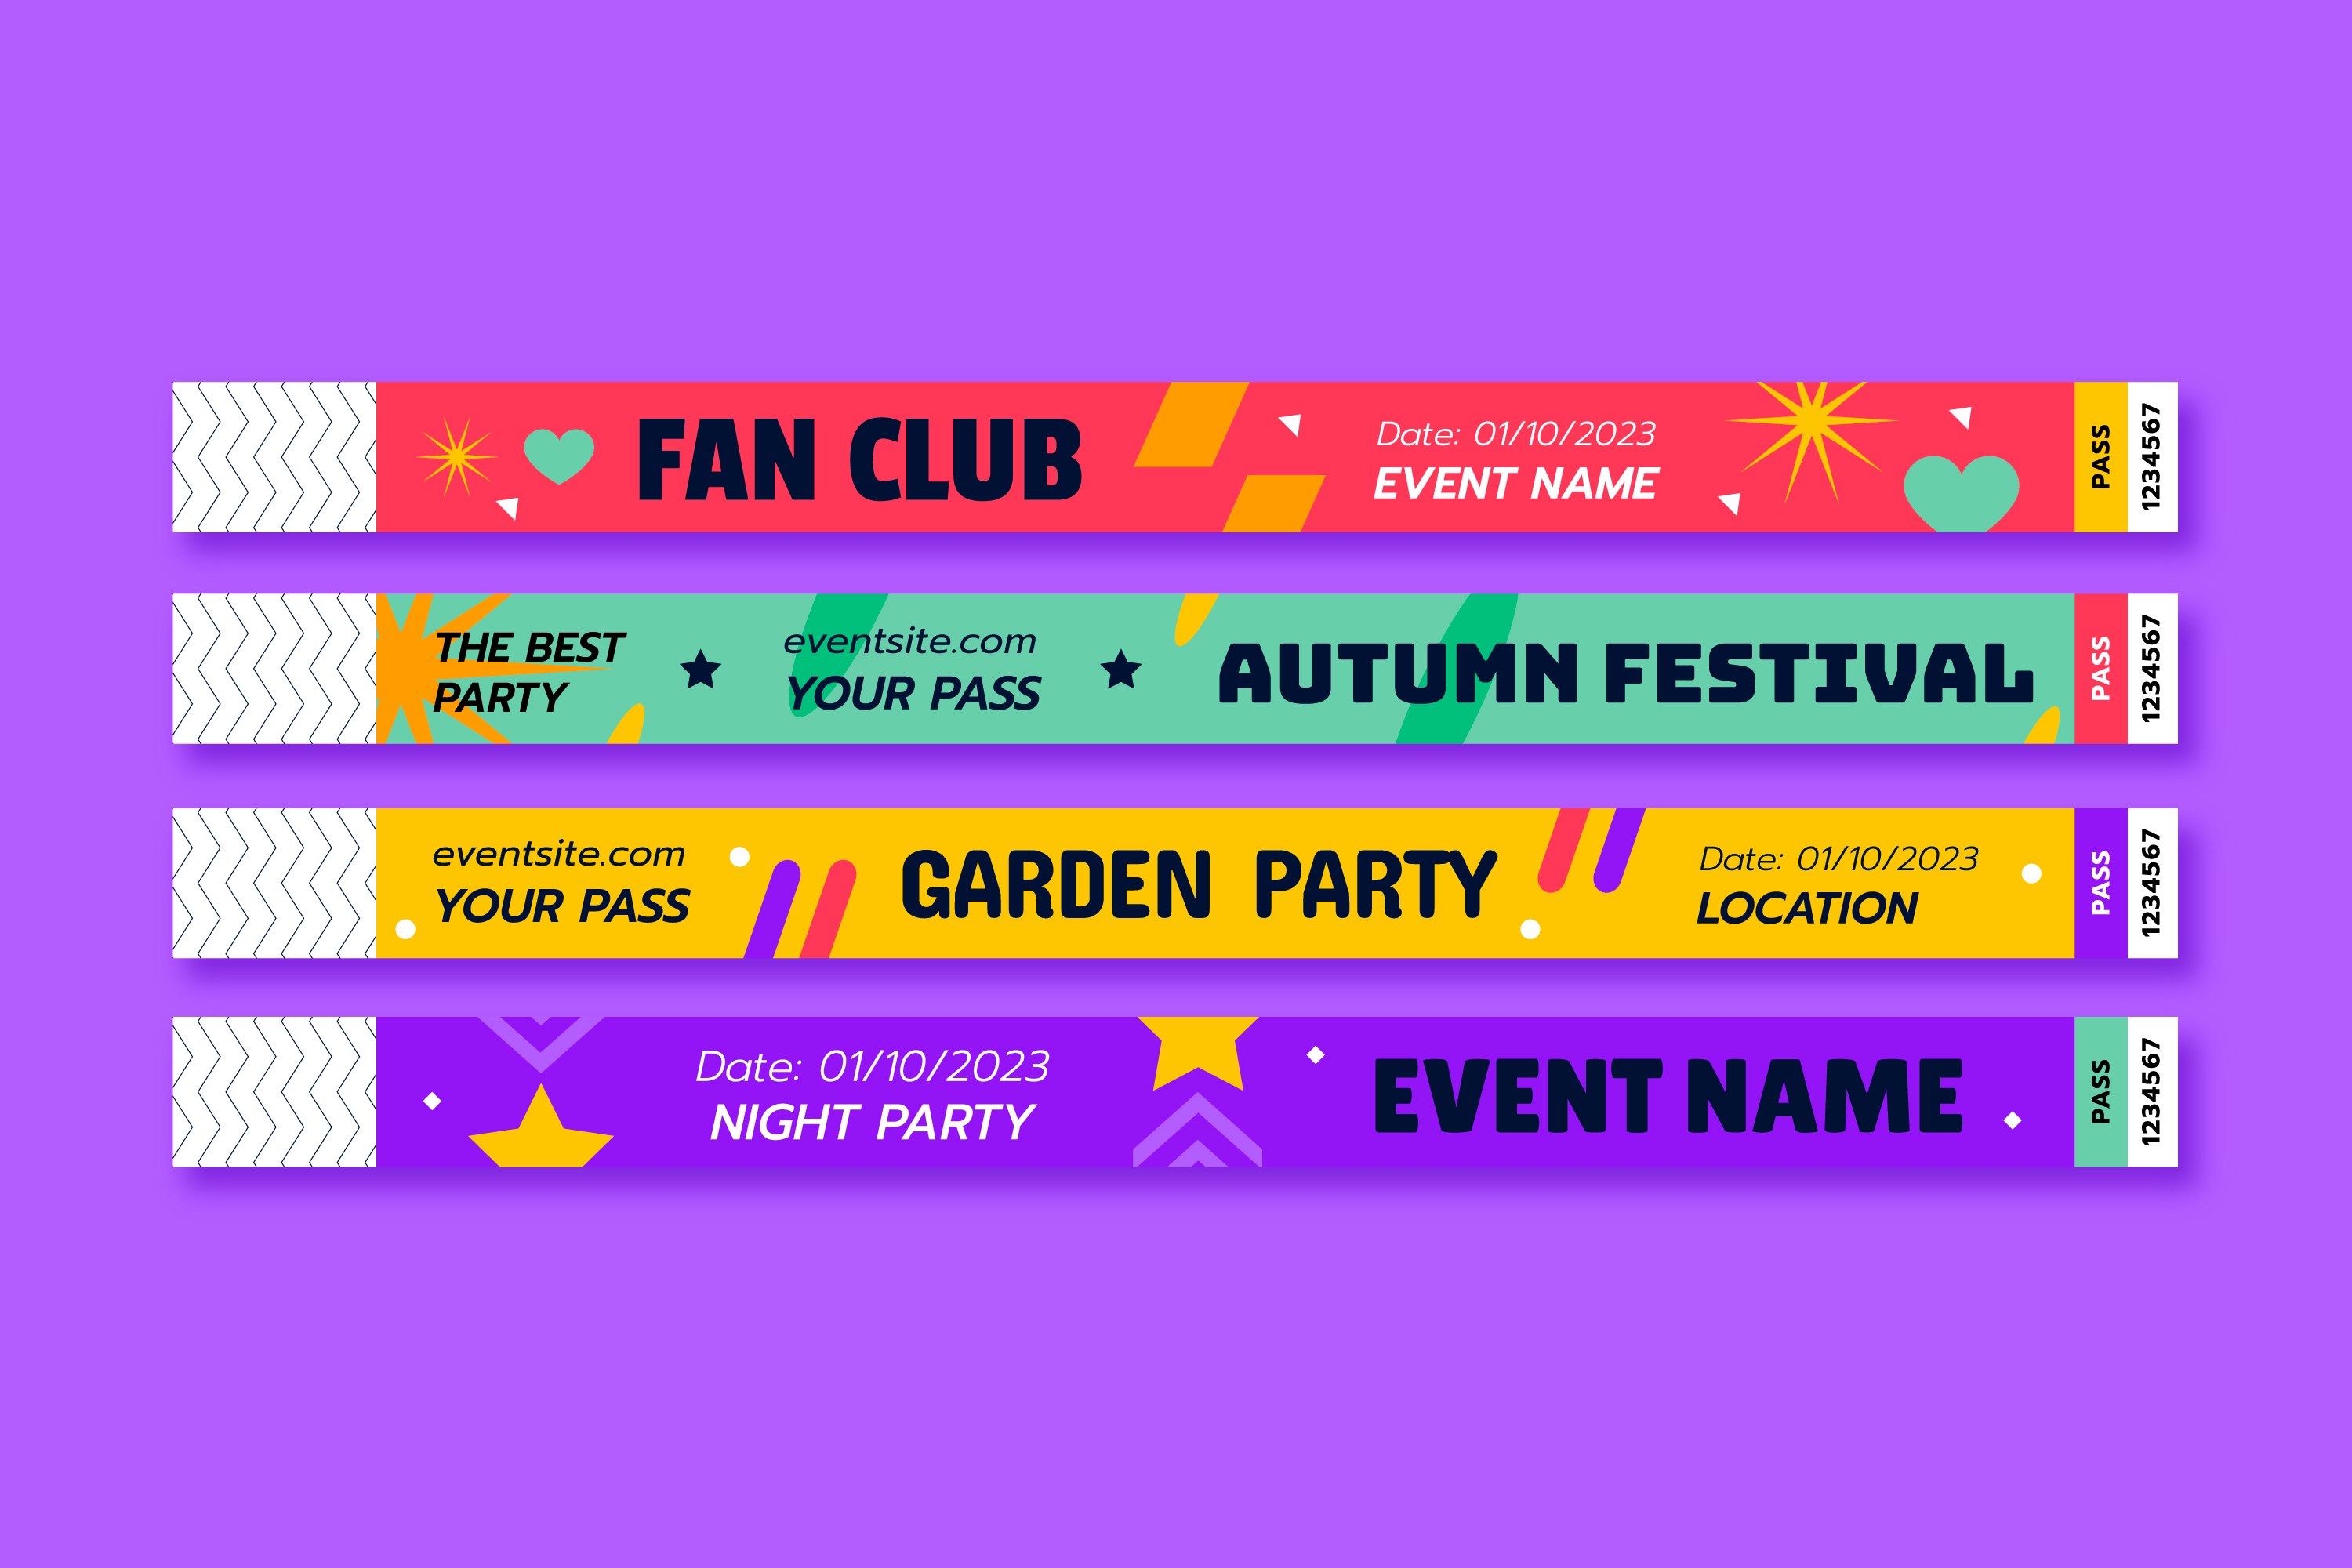 FAN CLUB
Date: 01/10/2023
EVENT NAME
PASS
1234567
THE BEST
PARTY
eventsite.com
YOUR PASS
AUTUMN FESTIVAL
PASS
1234567
eventsite.com
YOUR PASS
GARDEN PARTY
Date: 01/10/2023
LOCATION
PASS
1234567
Date: 01/10/2023
NIGHT PARTY
EVENT NAME
PASS
1234567